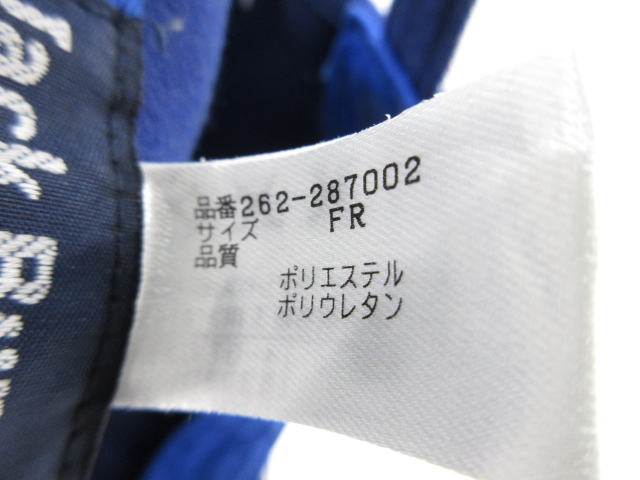 品番262-287002
サイズ FR
品質
ポリエステル
ポリウレタン